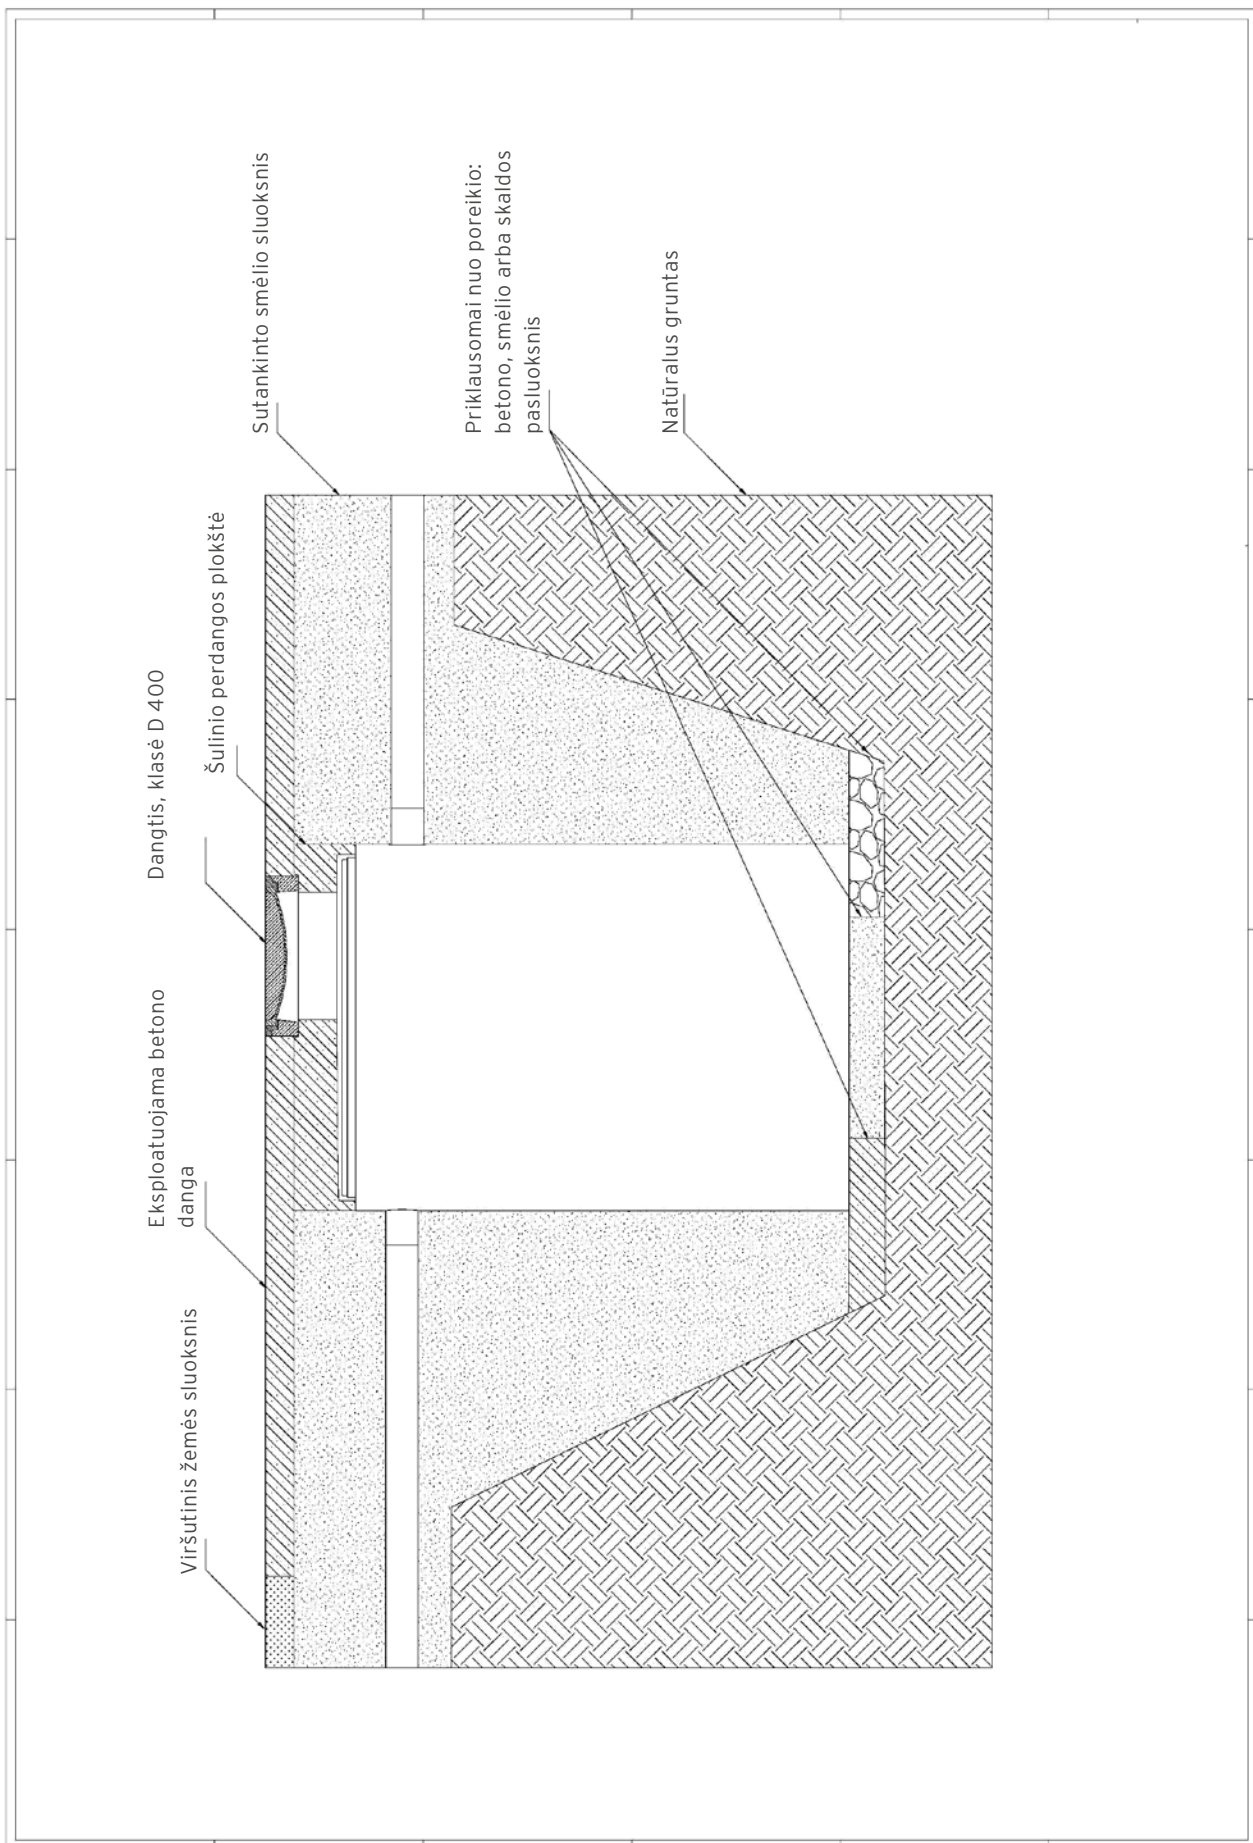 Viršutinis žemės sluoksnis
Eksploatuojama betono
danga
Dangtis, klasė D 400
Šulinio perdangos plokštė
Sutankinto smėlio sluoksnis
Priklausomai nuo poreikio:
betono, smėlio arba skaldos
pasluoksnis
Natūralus gruntas